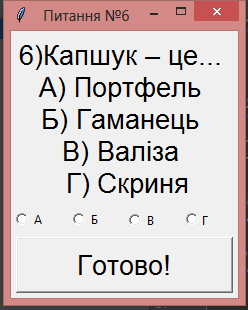 Питання №6
6)Капшук – це...
А) Портфель
Б) Гаманець
В) Валіза
Г) Скриня
А Б В Г
Готово!